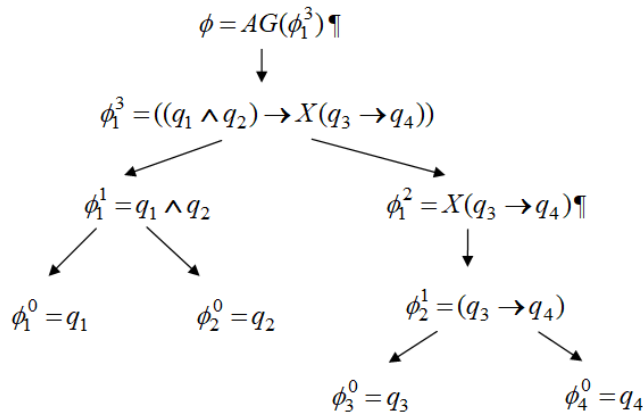 ϕ = AG(ϕ₁³)¶
ϕ₁³ = ((q₁ ∧ q₂) → X(q₃ → q₄))
ϕ₁¹ = q₁ ∧ q₂ ϕ₁² = X(q₃ → q₄)¶
ϕ₁⁰ = q₁ ϕ₂⁰ = q₂ ϕ₂¹ = (q₃ → q₄)
ϕ₃⁰ = q₃ ϕ₄⁰ = q₄